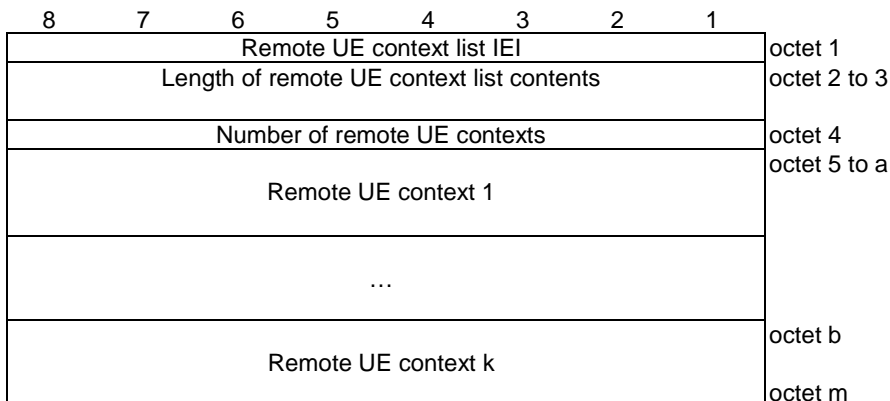 8 7 6 5 4 3 2 1
Remote UE context list IEI octet 1
Length of remote UE context list contents octet 2 to 3
Number of remote UE contexts octet 4
octet 5 to a
Remote UE context 1
…
octet b
Remote UE context k
octet m